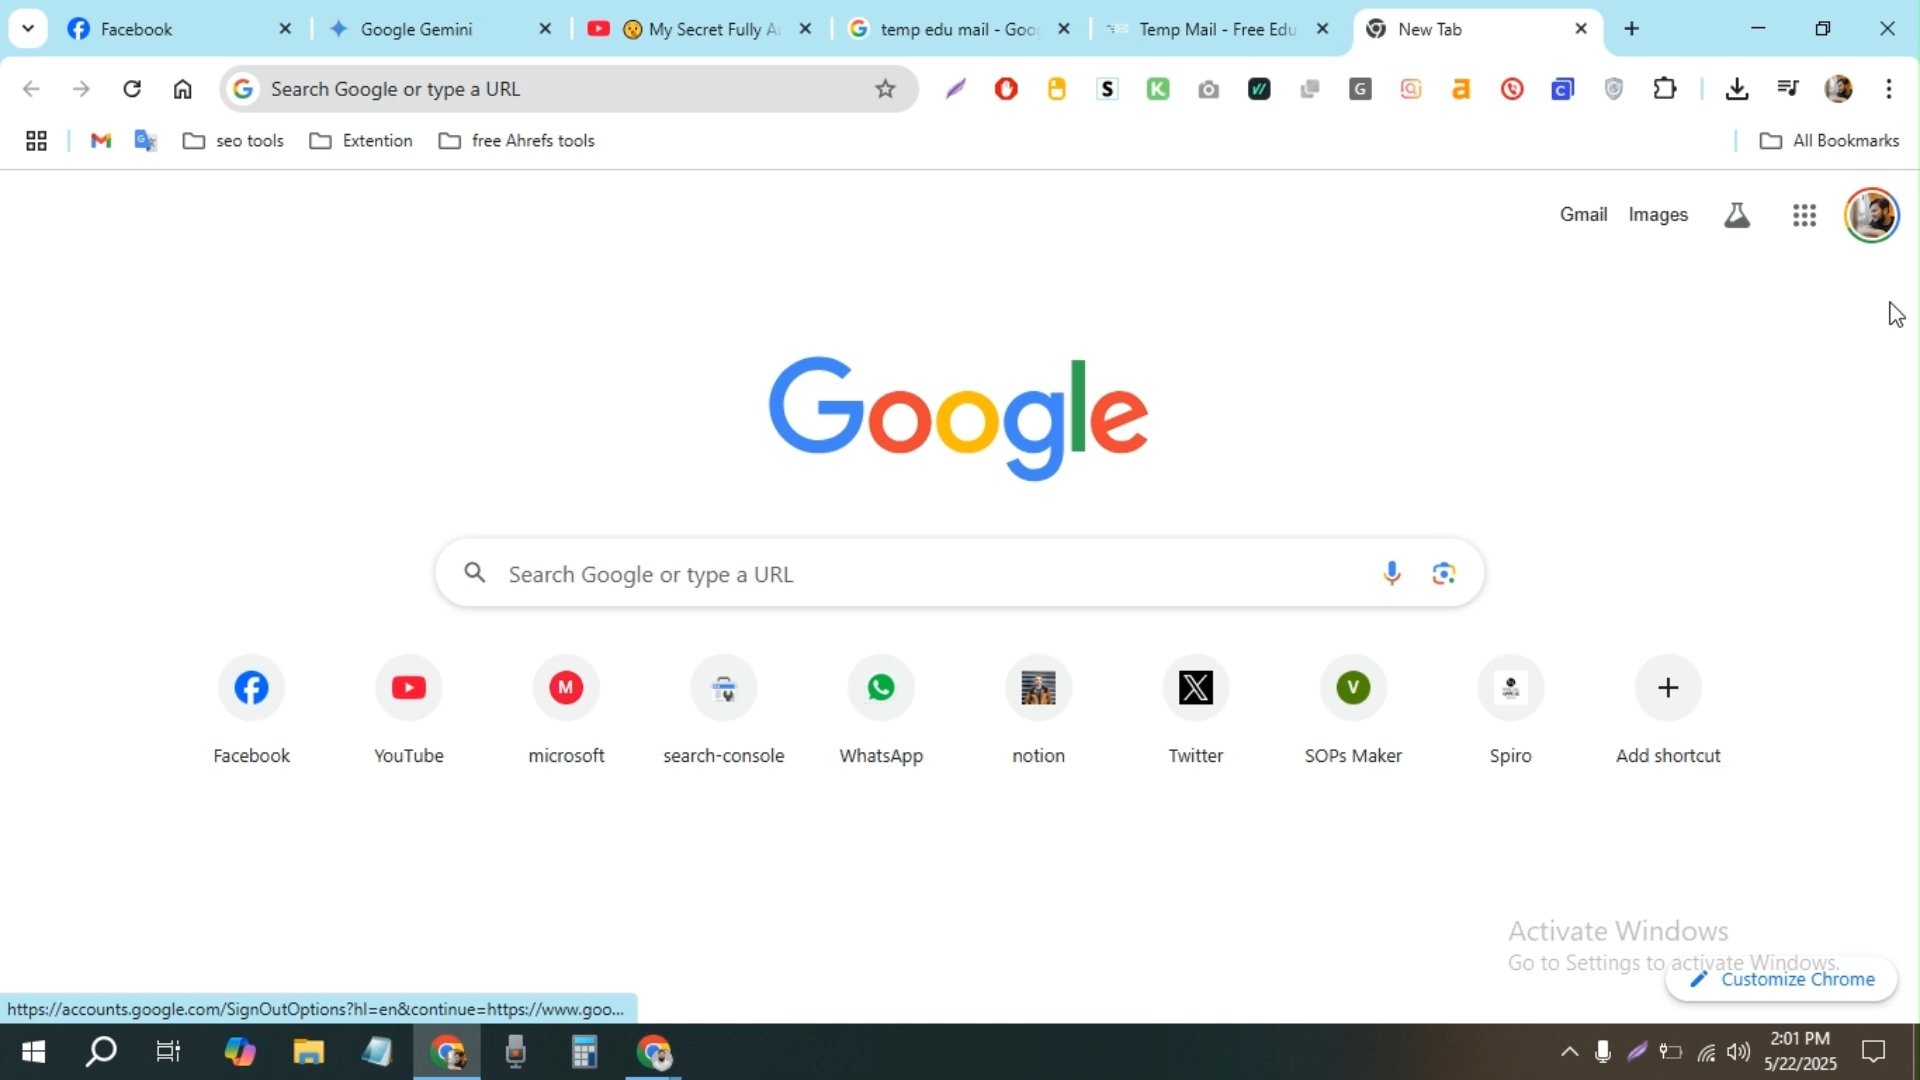 Facebook
Google Gemini
My Secret Fully A
temp edu mail - Goo
Temp Mail - Free Edu
New Tab
Search Google or type a URL
seo tools
Extention
free Ahrefs tools
All Bookmarks
Gmail
Images
Google
Search Google or type a URL
M
V
Facebook
YouTube
microsoft
search-console
WhatsApp
notion
Twitter
SOPs Maker
Spiro
Add shortcut
Activate Windows
Go to Settings to activate Windows.
Customize Chrome
https://accounts.google.com/SignOutOptions?hl=en&continue=https://www.goo...
2:01 PM
5/22/2025